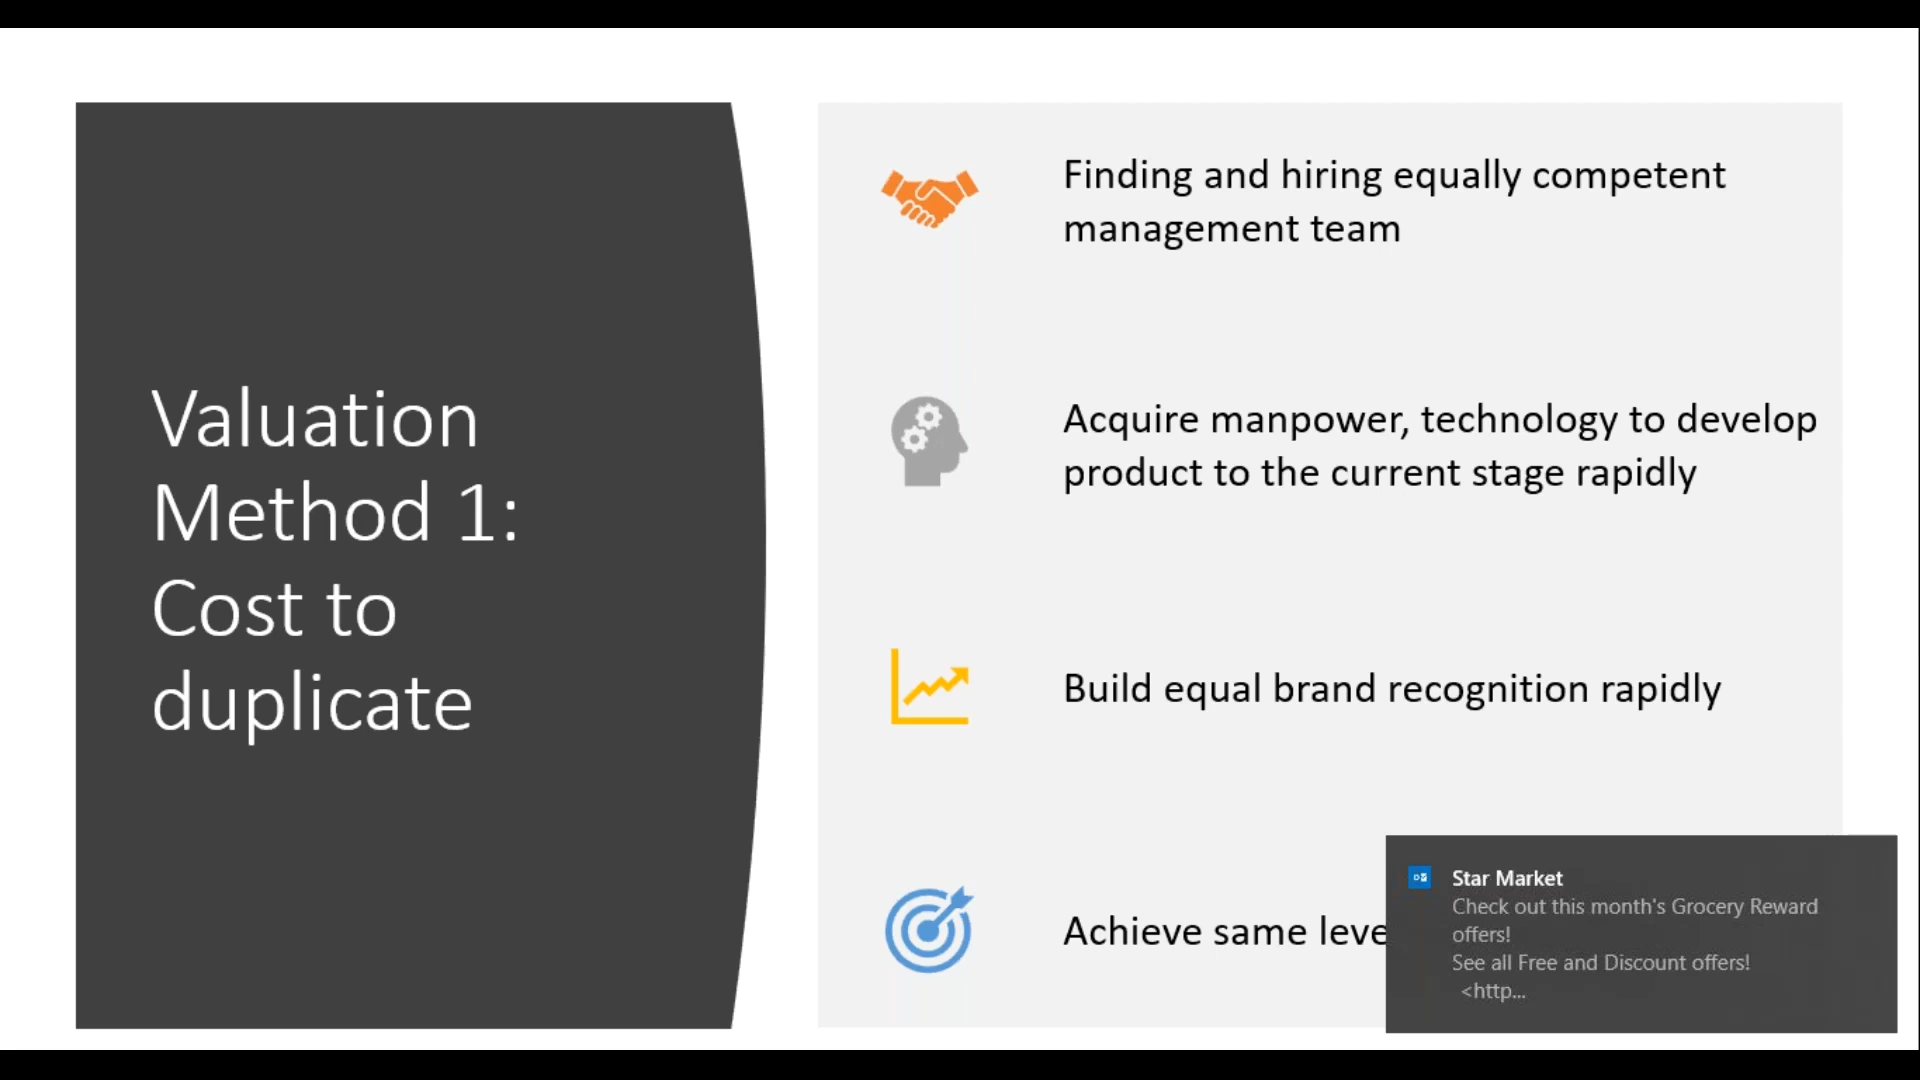 Valuation
Method 1:
Cost to
duplicate
Finding and hiring equally competent
management team
Acquire manpower, technology to develop
product to the current stage rapidly
Build equal brand recognition rapidly
Achieve same leve
Star Market
Check out this month's Grocery Reward
offers!
See all Free and Discount offers!
<http...